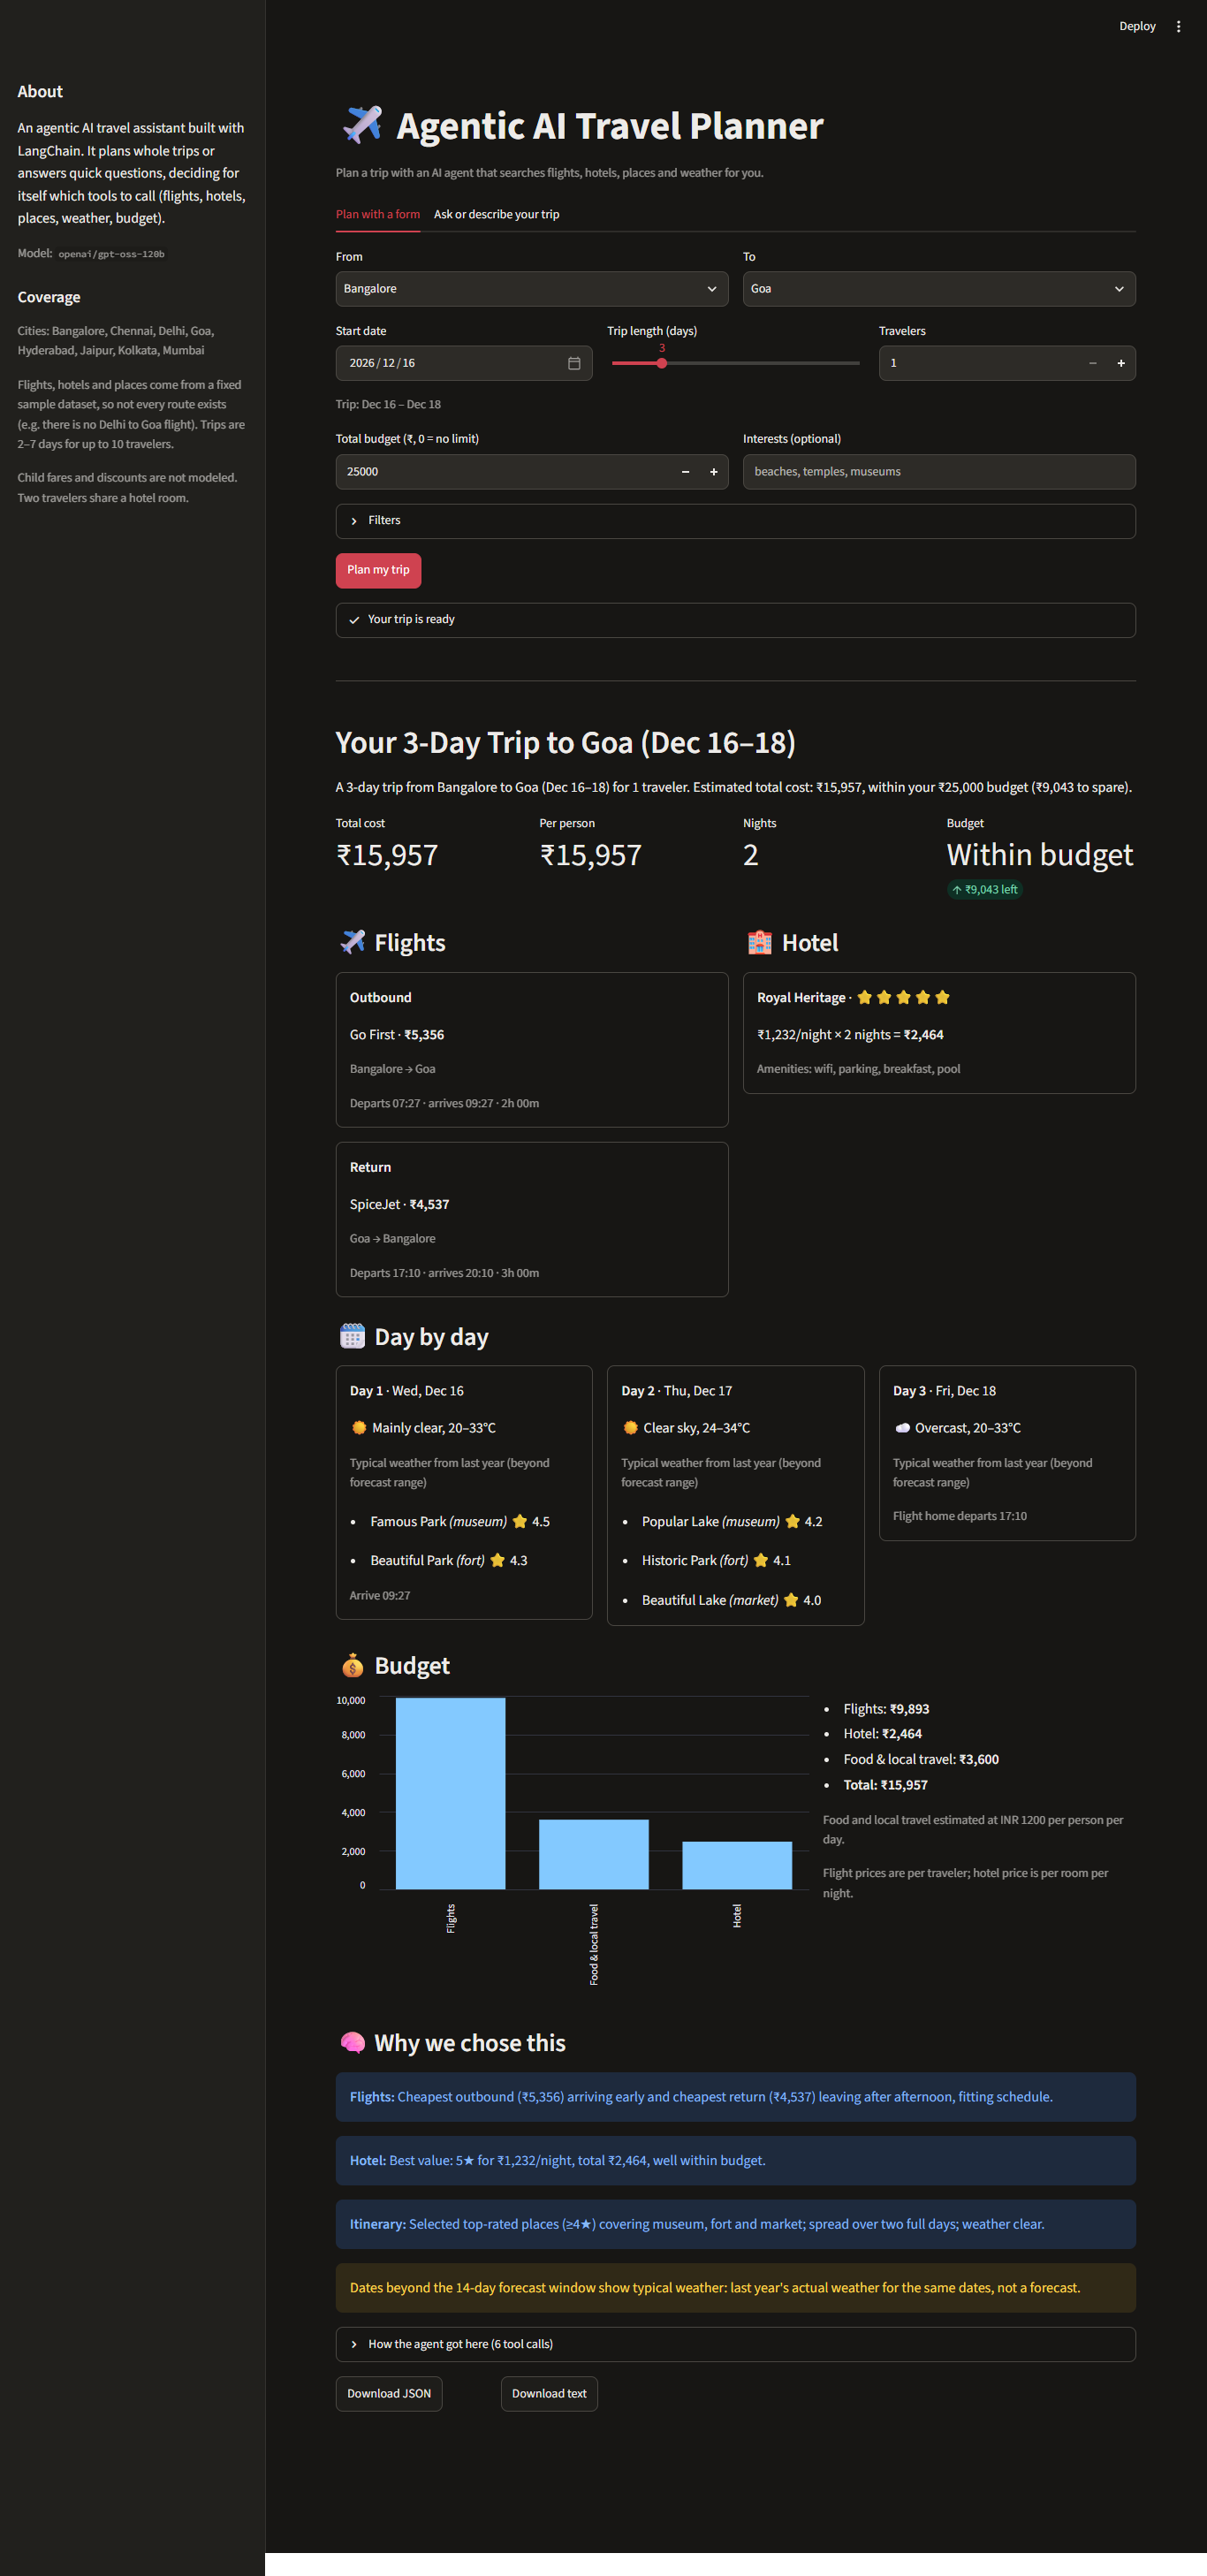 Deploy
About
An agentic AI travel assistant built with
LangChain. It plans whole trips or
answers quick questions, deciding for
itself which tools to call (flights, hotels,
places, weather, budget).
Model: openai/gpt-oss-120b
Coverage
Cities: Bangalore, Chennai, Delhi, Goa,
Hyderabad, Jaipur, Kolkata, Mumbai
Flights, hotels and places come from a fixed
sample dataset, so not every route exists
(e.g. there is no Delhi to Goa flight). Trips are
2–7 days for up to 10 travelers.
Child fares and discounts are not modeled.
Two travelers share a hotel room.
Agentic AI Travel Planner
Plan a trip with an AI agent that searches flights, hotels, places and weather for you.
Plan with a form Ask or describe your trip
From To
Bangalore Goa
Start date Trip length (days) Travelers
3
2026/12/16 1
Trip: Dec 16 – Dec 18
Total budget (₹, 0 = no limit) Interests (optional)
25000 beaches, temples, museums
Filters
Plan my trip
Your trip is ready
Your 3-Day Trip to Goa (Dec 16–18)
A 3-day trip from Bangalore to Goa (Dec 16–18) for 1 traveler. Estimated total cost: ₹15,957, within your ₹25,000 budget (₹9,043 to spare).
Total cost Per person Nights Budget
₹15,957 ₹15,957 2 Within budget
↑ ₹9,043 left
Flights
Outbound
Go First · ₹5,356
Bangalore → Goa
Departs 07:27 · arrives 09:27 · 2h 00m
Return
SpiceJet · ₹4,537
Goa → Bangalore
Departs 17:10 · arrives 20:10 · 3h 00m
Hotel
Royal Heritage · ⭐⭐⭐⭐⭐
₹1,232/night × 2 nights = ₹2,464
Amenities: wifi, parking, breakfast, pool
Day by day
Day 1 · Wed, Dec 16
Mainly clear, 20–33°C
Typical weather from last year (beyond
forecast range)
• Famous Park (museum) ⭐ 4.5
• Beautiful Park (fort) ⭐ 4.3
Arrive 09:27
Day 2 · Thu, Dec 17
Clear sky, 24–34°C
Typical weather from last year (beyond
forecast range)
• Popular Lake (museum) ⭐ 4.2
• Historic Park (fort) ⭐ 4.1
• Beautiful Lake (market) ⭐ 4.0
Day 3 · Fri, Dec 18
Overcast, 20–33°C
Typical weather from last year (beyond
forecast range)
Flight home departs 17:10
Budget
10,000
8,000
6,000
4,000
2,000
0
Flights
Food & local travel
Hotel
• Flights: ₹9,893
• Hotel: ₹2,464
• Food & local travel: ₹3,600
• Total: ₹15,957
Food and local travel estimated at INR 1200 per person per
day.
Flight prices are per traveler; hotel price is per room per
night.
Why we chose this
Flights: Cheapest outbound (₹5,356) arriving early and cheapest return (₹4,537) leaving after afternoon, fitting schedule.
Hotel: Best value: 5★ for ₹1,232/night, total ₹2,464, well within budget.
Itinerary: Selected top-rated places (≥4★) covering museum, fort and market; spread over two full days; weather clear.
Dates beyond the 14-day forecast window show typical weather: last year's actual weather for the same dates, not a forecast.
How the agent got here (6 tool calls)
Download JSON Download text